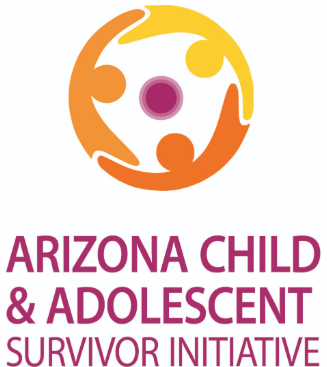 ARIZONA CHILD
& ADOLESCENT
SURVIVOR INITIATIVE